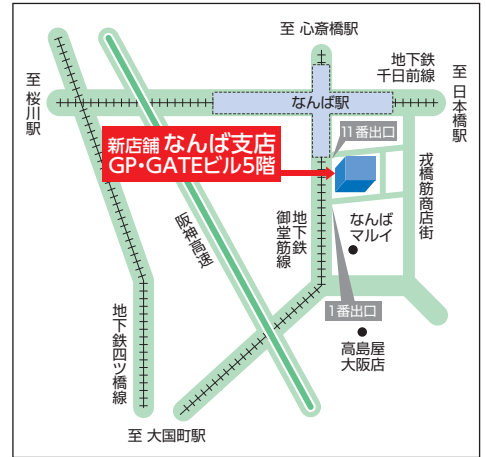 至 心斎橋駅
地下鉄
千日前線
至 日本橋駅
至 桜川駅
なんば駅
11番出口
新店舗 なんば支店
GP・GATEビル5階
戎橋筋商店街
地下鉄
御堂筋線
なんば
マルイ
阪神高速
1番出口
地下鉄四ツ橋線
高島屋
大阪店
至 大国町駅